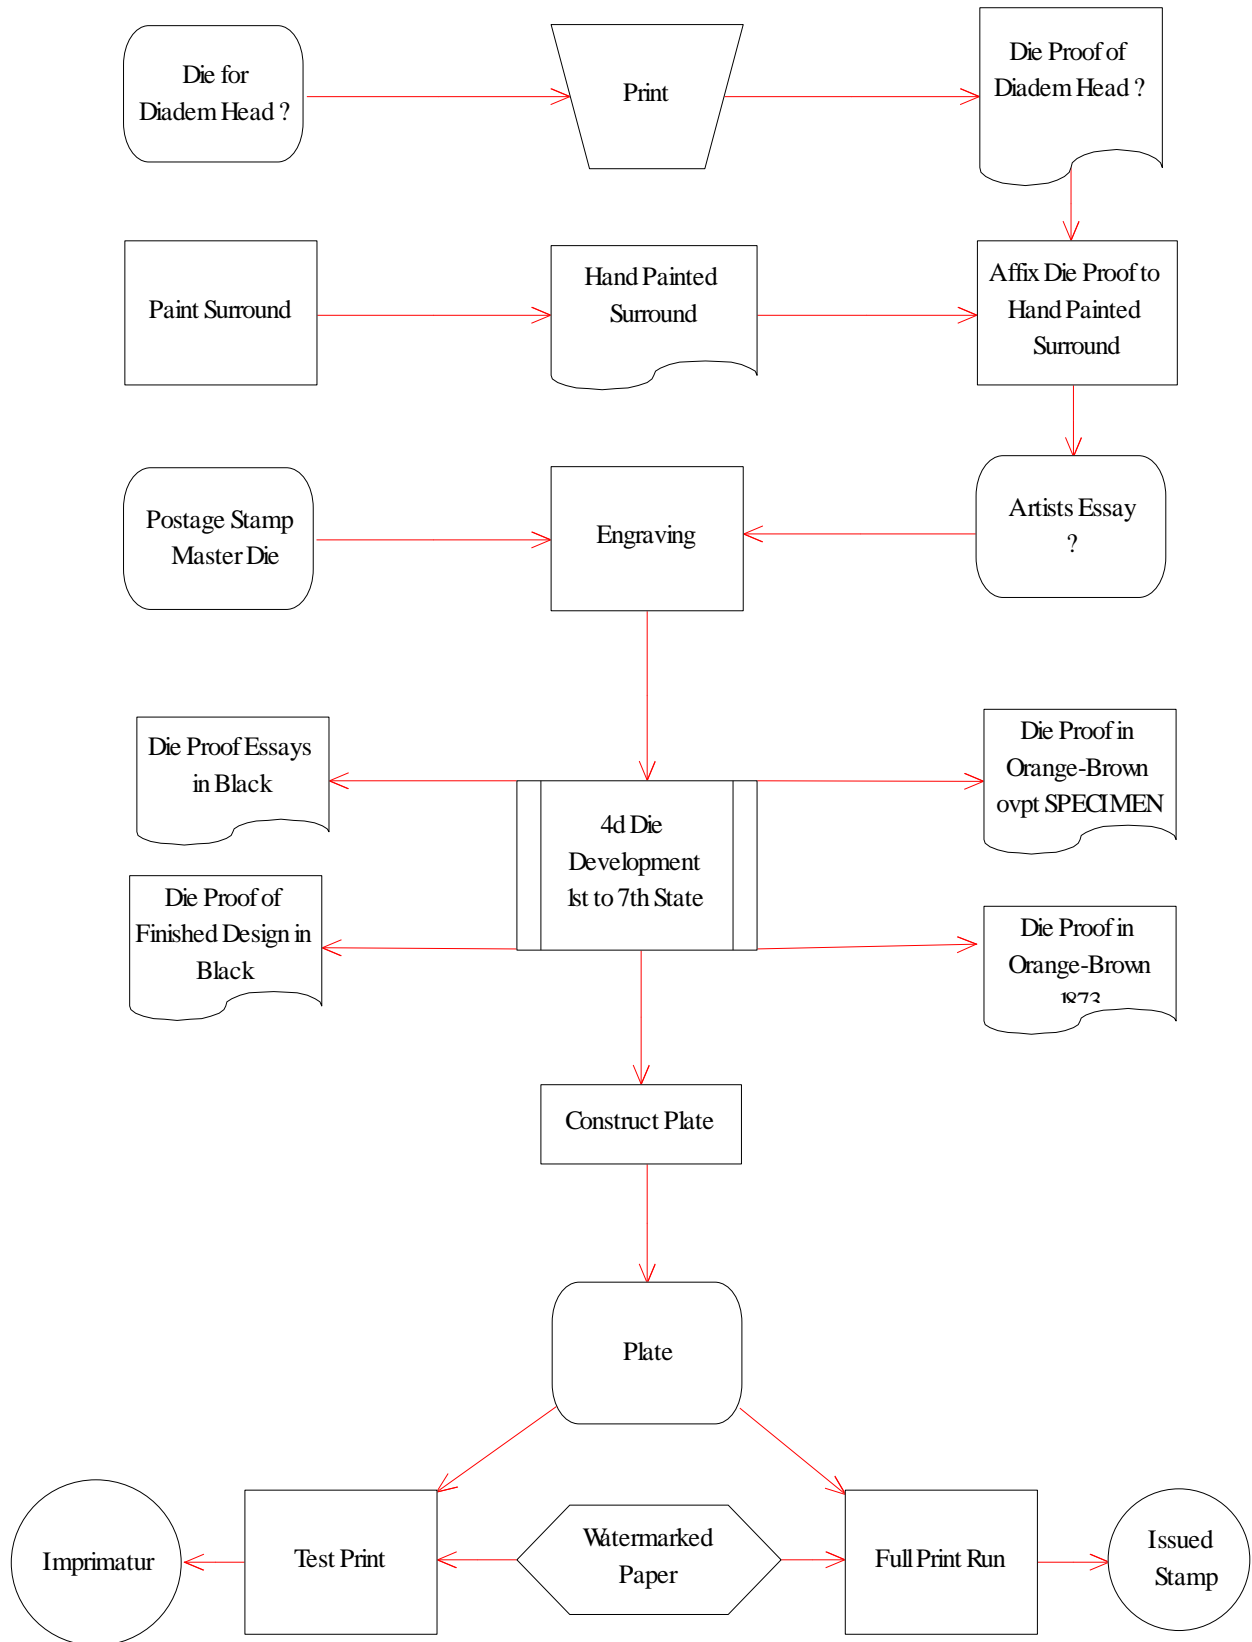 Die for
Diadem Head ?
Print
Die Proof of
Diadem Head ?
Paint Surround
Hand Painted
Surround
Affix Die Proof to
Hand Painted
Surround
Postage Stamp
Master Die
Engraving
Artists Essay
?
Die Proof Essays
in Black
4d Die
Development
1st to 7th State
Die Proof in
Orange-Brown
ovpt SPECIMEN
Die Proof of
Finished Design in
Black
Die Proof in
Orange-Brown
1873
Construct Plate
Plate
Imprimatur
Test Print
Watermarked
Paper
Full Print Run
Issued
Stamp